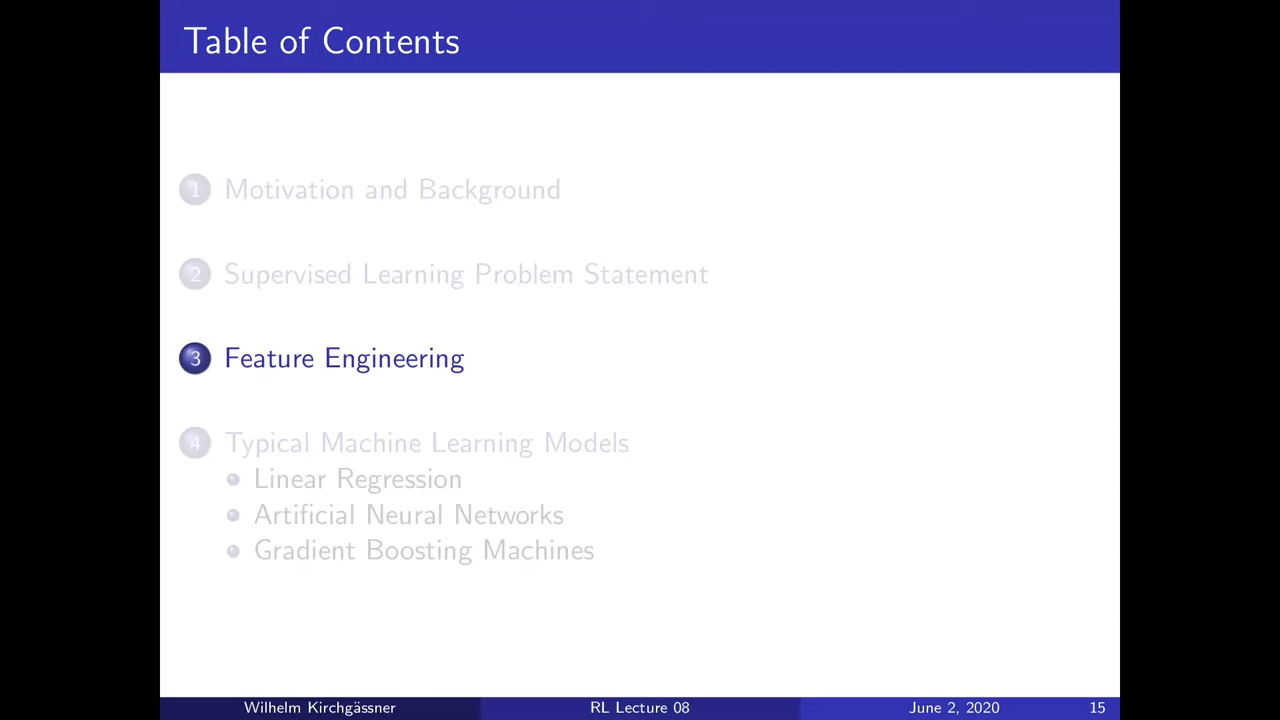 Table of Contents
1 Motivation and Background
2 Supervised Learning Problem Statement
3 Feature Engineering
4 Typical Machine Learning Models
Linear Regression
Artificial Neural Networks
Gradient Boosting Machines
Wilhelm Kirchgässner RL Lecture 08 June 2, 2020 15